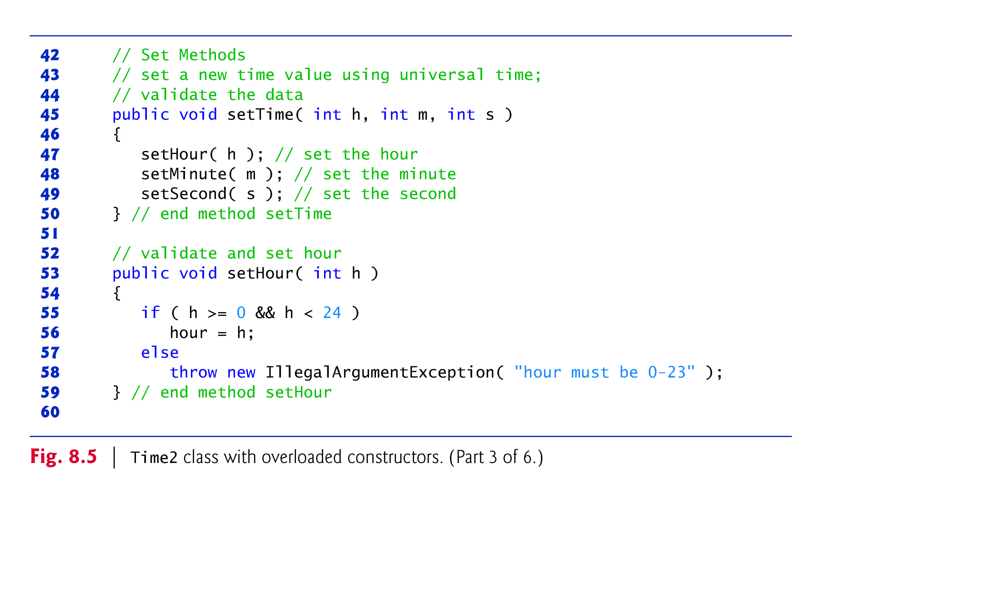 42 // Set Methods
43 // set a new time value using universal time;
44 // validate the data
45 public void setTime( int h, int m, int s )
46 {
47 setHour( h ); // set the hour
48 setMinute( m ); // set the minute
49 setSecond( s ); // set the second
50 } // end method setTime
51
52 // validate and set hour
53 public void setHour( int h )
54 {
55 if ( h >= 0 && h < 24 )
56 hour = h;
57 else
58 throw new IllegalArgumentException( "hour must be 0-23" );
59 } // end method setHour
60
Fig. 8.5 | Time2 class with overloaded constructors. (Part 3 of 6.)